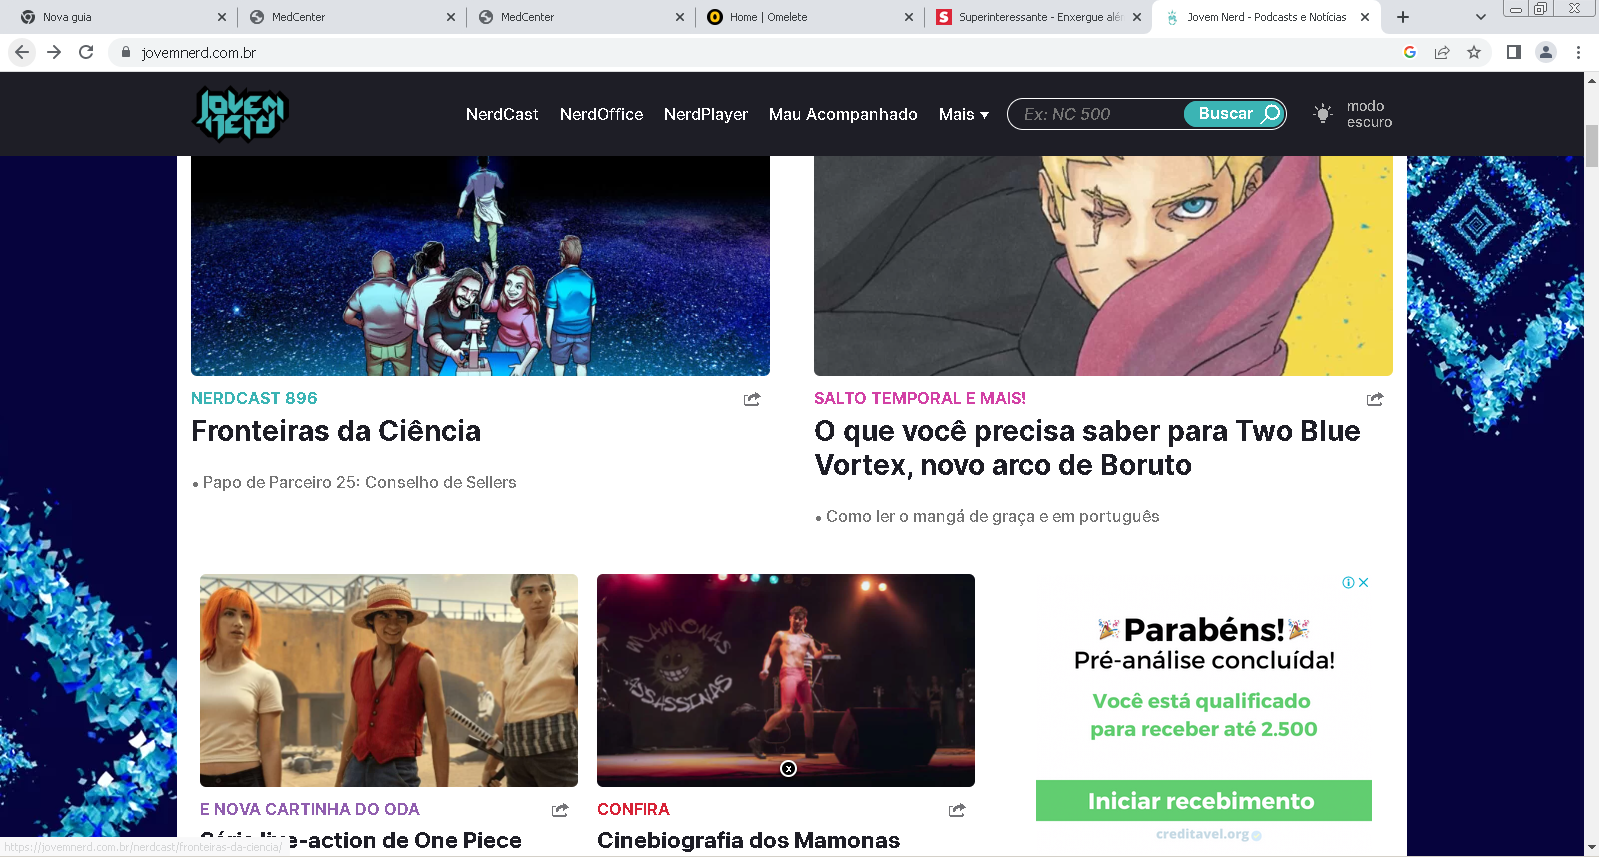 Nova guia
MedCenter
MedCenter
Home | Omelete
Superinteressante - Enxergue alé
Jovem Nerd - Podcasts e Notícias
jovemnerd.com.br
JOVEM
NERD
NerdCast
NerdOffice
NerdPlayer
Mau Acompanhado
Mais
Ex: NC 500
Buscar
modo
escuro
NERDCAST 896
Fronteiras da Ciência
• Papo de Parceiro 25: Conselho de Sellers
SALTO TEMPORAL E MAIS!
O que você precisa saber para Two Blue
Vortex, novo arco de Boruto
• Como ler o mangá de graça e em português
MAMONAS
ASSASSINAS
Parabéns!
Pré-análise concluída!
Você está qualificado
para receber até 2.500
Iniciar recebimento
creditavel.org
E NOVA CARTINHA DO ODA
Série live-action de One Piece
CONFIRA
Cinebiografia dos Mamonas
https://jovemnerd.com.br/nerdcast/fronteiras-da-ciencia/